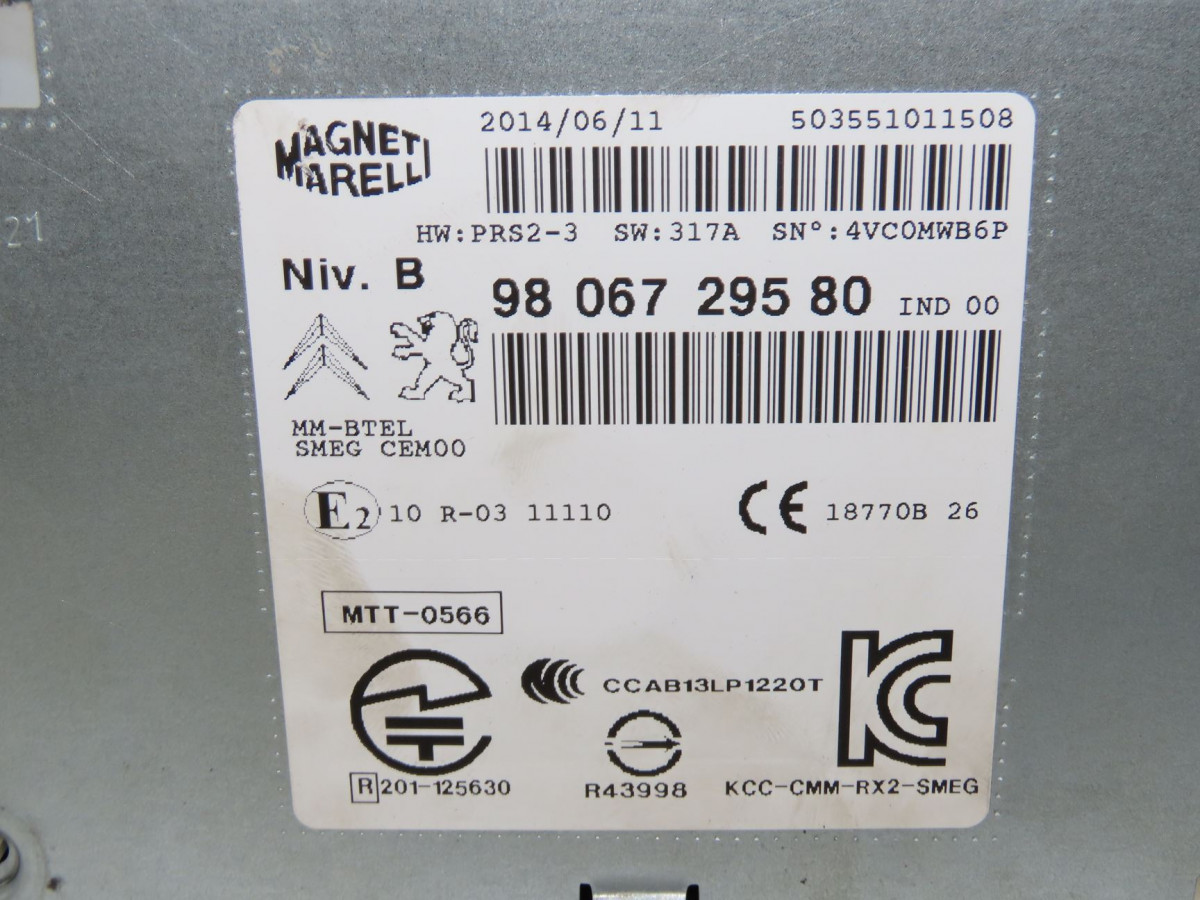 21
MAGNETI MARELLI
2014/06/11 503551011508
HW:PRS2-3 SW:317A SN°:4VC0MWB6P
Niv. B
98 067 295 80 IND 00
MM-BTEL
SMEG CEM00
E2 10 R-03 11110
CE 18770B 26
MTT-0566
CCAB13LP1220T
R 201-125630
R43998
KC
KCC-CMM-RX2-SMEG